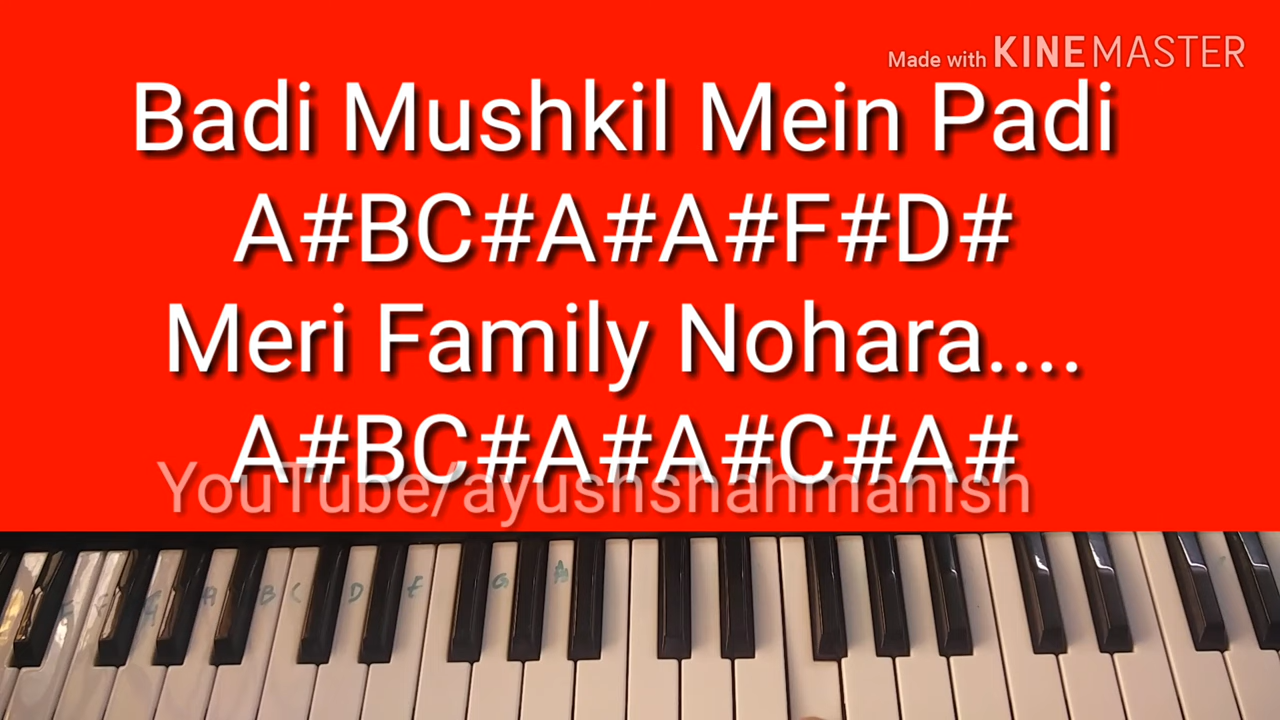 Made with KINEMASTER
Badi Mushkil Mein Padi
A#BC#A#A#F#D#
Meri Family Nohara....
A#BC#A#A#C#A#
YouTube/ayushshahmanish
B C D E G A